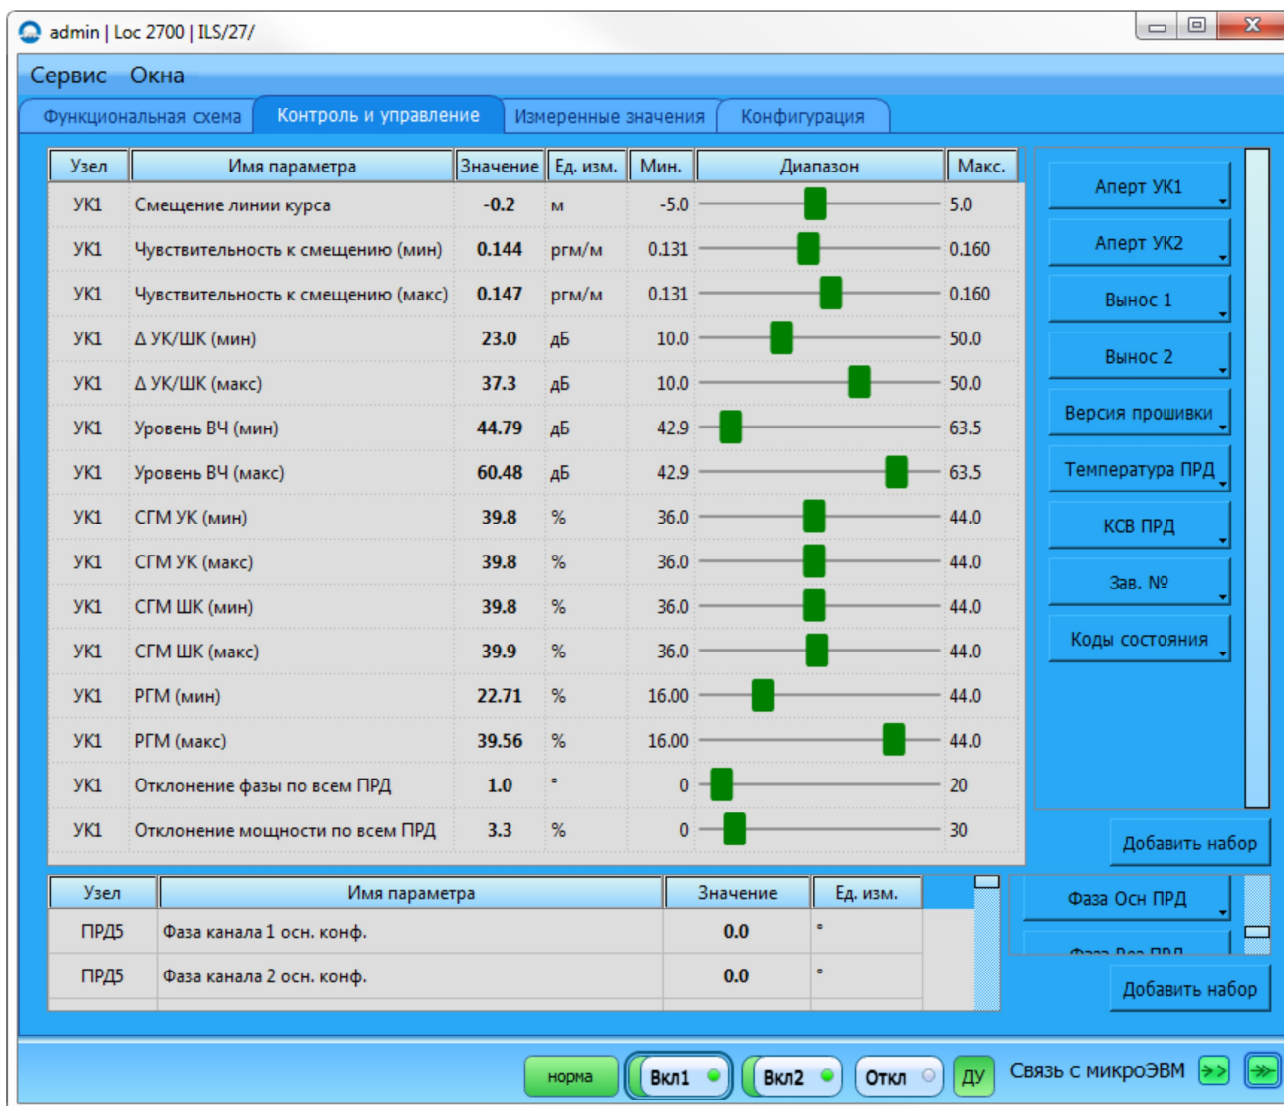 admin | Loc 2700 | ILS/27/
Сервис Окна
Функциональная схема Контроль и управление Измеренные значения Конфигурация
Узел Имя параметра Значение Ед. изм. Мин. Диапазон Макс.
УК1 Смещение линии курса -0.2 м -5.0 5.0
УК1 Чувствительность к смещению (мин) 0.144 ргм/м 0.131 0.160
УК1 Чувствительность к смещению (макс) 0.147 ргм/м 0.131 0.160
УК1 Δ УК/ШК (мин) 23.0 дБ 10.0 50.0
УК1 Δ УК/ШК (макс) 37.3 дБ 10.0 50.0
УК1 Уровень ВЧ (мин) 44.79 дБ 42.9 63.5
УК1 Уровень ВЧ (макс) 60.48 дБ 42.9 63.5
УК1 СГМ УК (мин) 39.8 % 36.0 44.0
УК1 СГМ УК (макс) 39.8 % 36.0 44.0
УК1 СГМ ШК (мин) 39.8 % 36.0 44.0
УК1 СГМ ШК (макс) 39.9 % 36.0 44.0
УК1 РГМ (мин) 22.71 % 16.00 44.0
УК1 РГМ (макс) 39.56 % 16.00 44.0
УК1 Отклонение фазы по всем ПРД 1.0 ° 0 20
УК1 Отклонение мощности по всем ПРД 3.3 % 0 30
Аперт УК1
Аперт УК2
Вынос 1
Вынос 2
Версия прошивки
Температура ПРД
КСВ ПРД
Зав. №
Коды состояния
Добавить набор
Узел Имя параметра Значение Ед. изм.
ПРД5 Фаза канала 1 осн. конф. 0.0 °
ПРД5 Фаза канала 2 осн. конф. 0.0 °
Фаза Осн ПРД
Добавить набор
норма Вкл1 Вкл2 Откл ДУ Связь с микроЭВМ